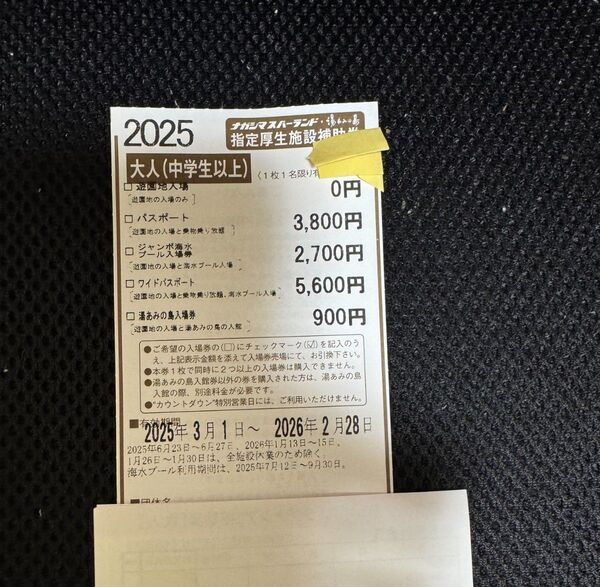 2025
ナガシマスパーランド・湯あみの島
指定厚生施設補助券
大人(中学生以上)
(1枚1名限り有
□ 遊園地入場 0円
[遊園地の入場のみ]
□ パスポート 3,800円
[遊園地の入場と乗物乗り放題]
□ ジャンボ海水プール入場券 2,700円
[遊園地の入場と海水プール入場]
□ ワイドパスポート 5,600円
[遊園地の入場と乗物乗り放題、海水プール入場]
□ 湯あみの島入場券 900円
[遊園地の入場と湯あみの島の入館]
●ご希望の入場券の(□)にチェックマーク(☑)を記入のう
え、上記表示金額を添えて入場券売場にて、お引換下さい。
●本券1枚で同時に2つ以上の入場券は購入できません。
●湯あみの島入館券以外の券を購入された方は、湯あみの島
入館の際、別途料金が必要です。
●"カウントダウン"特別営業日には、ご利用いただけません。
■有効期間
2025年3月1日〜 2026年2月28日
2025年6月23日〜6月27日、2026年1月13日〜15日、
1月26日〜1月30日は、全施設休業のため除く。
海水プール利用期間は、2025年7月12日〜9月30日。
■団体名